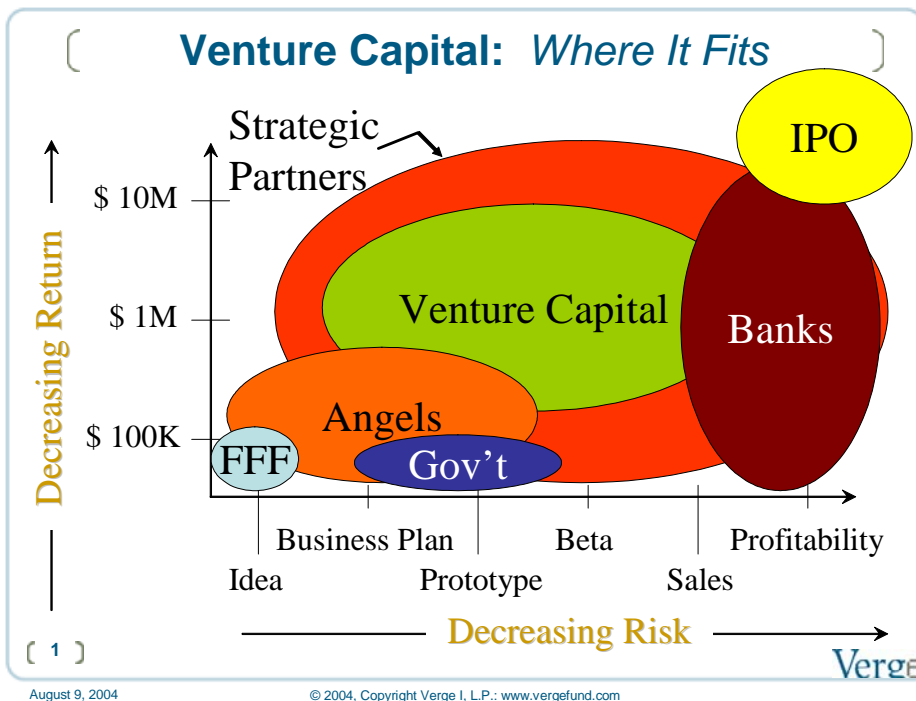 Venture Capital: Where It Fits
Strategic
Partners
IPO
$ 10M
Decreasing Return
$ 1M
Venture Capital
Banks
Angels
$ 100K
FFF
Gov't
Business Plan
Beta
Profitability
Idea
Prototype
Sales
Decreasing Risk
1
Verge
August 9, 2004
© 2004, Copyright Verge I, L.P.: www.vergefund.com